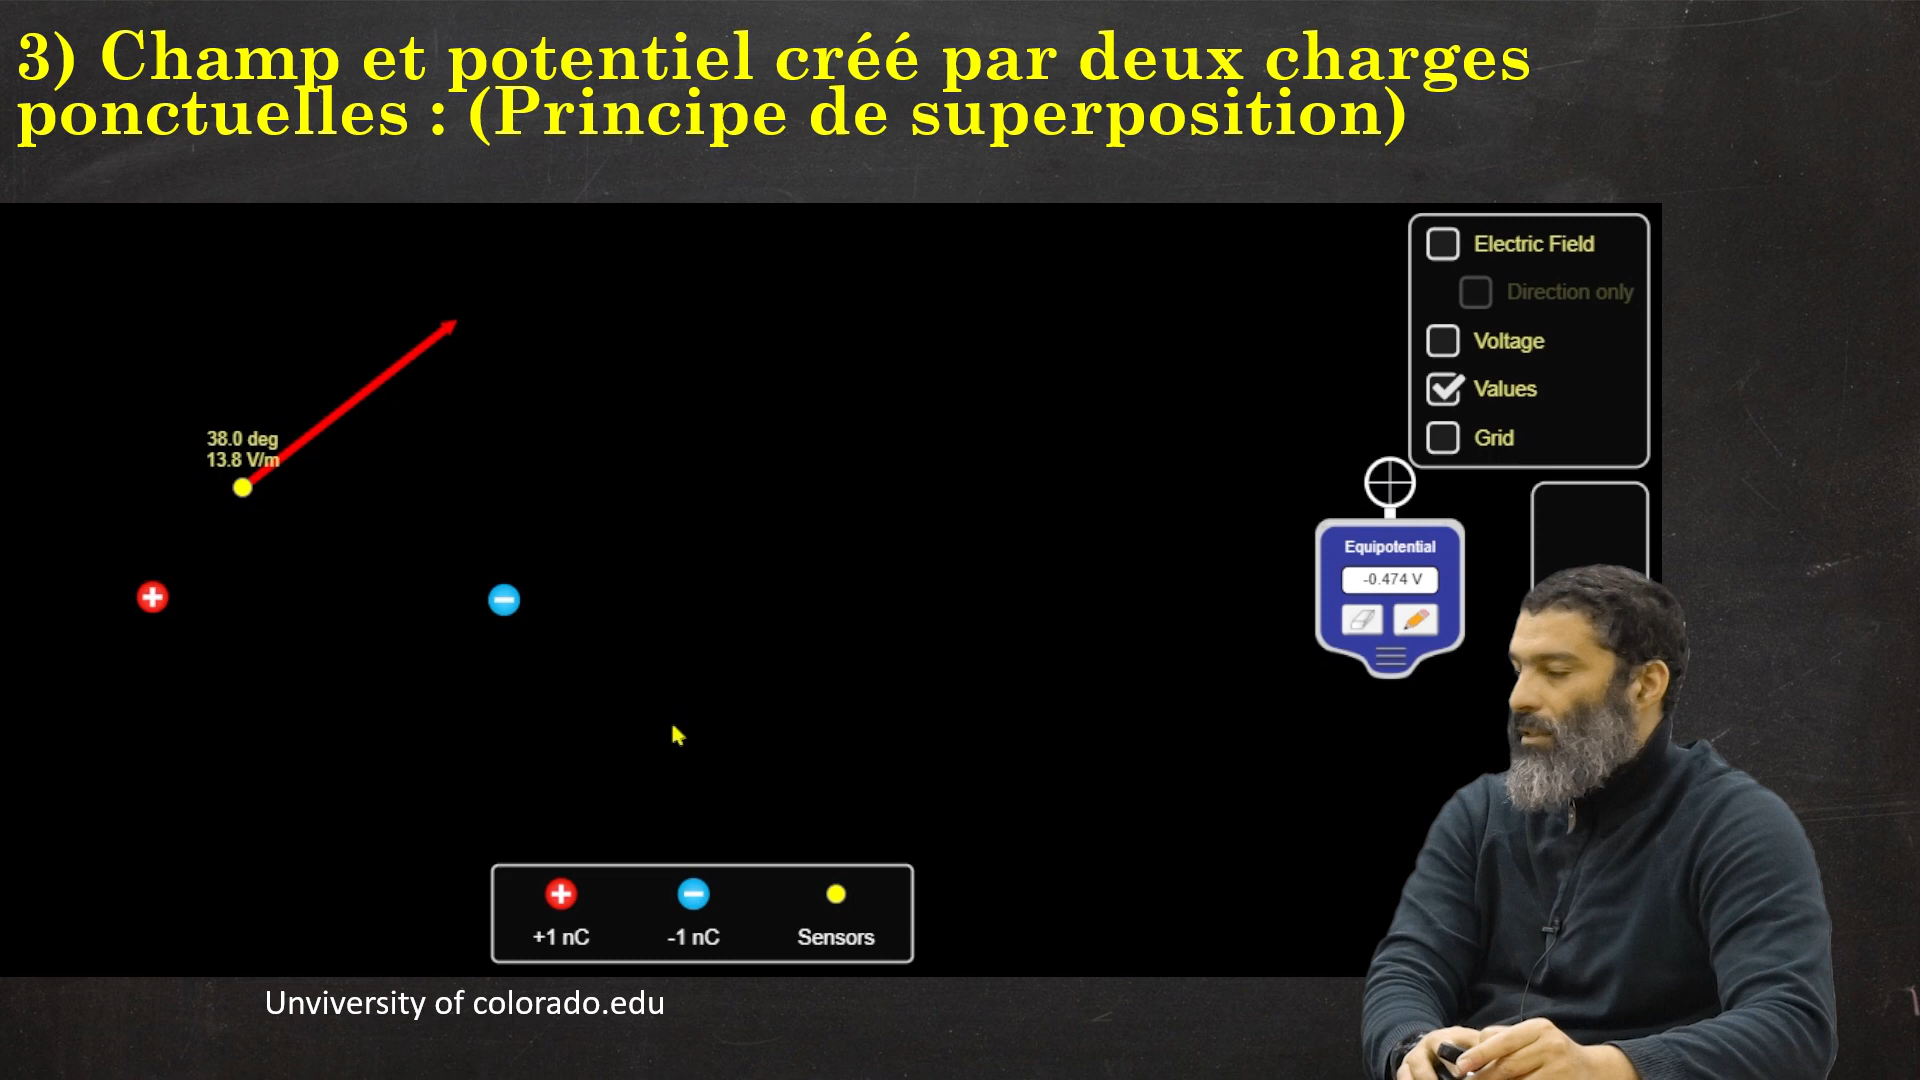 3) Champ et potentiel créé par deux charges
ponctuelles : (Principe de superposition)
Electric Field
Direction only
Voltage
Values
Grid
38.0 deg
13.8 V/m
Equipotential
-0.474 V
+1 nC
-1 nC
Sensors
Unviversity of colorado.edu